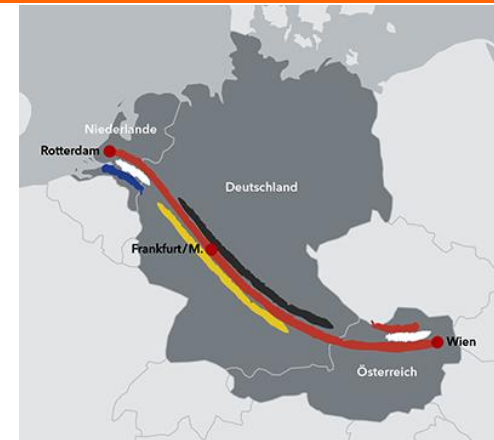 Niederlande
Rotterdam
Deutschland
Frankfurt/M.
Wien
Österreich